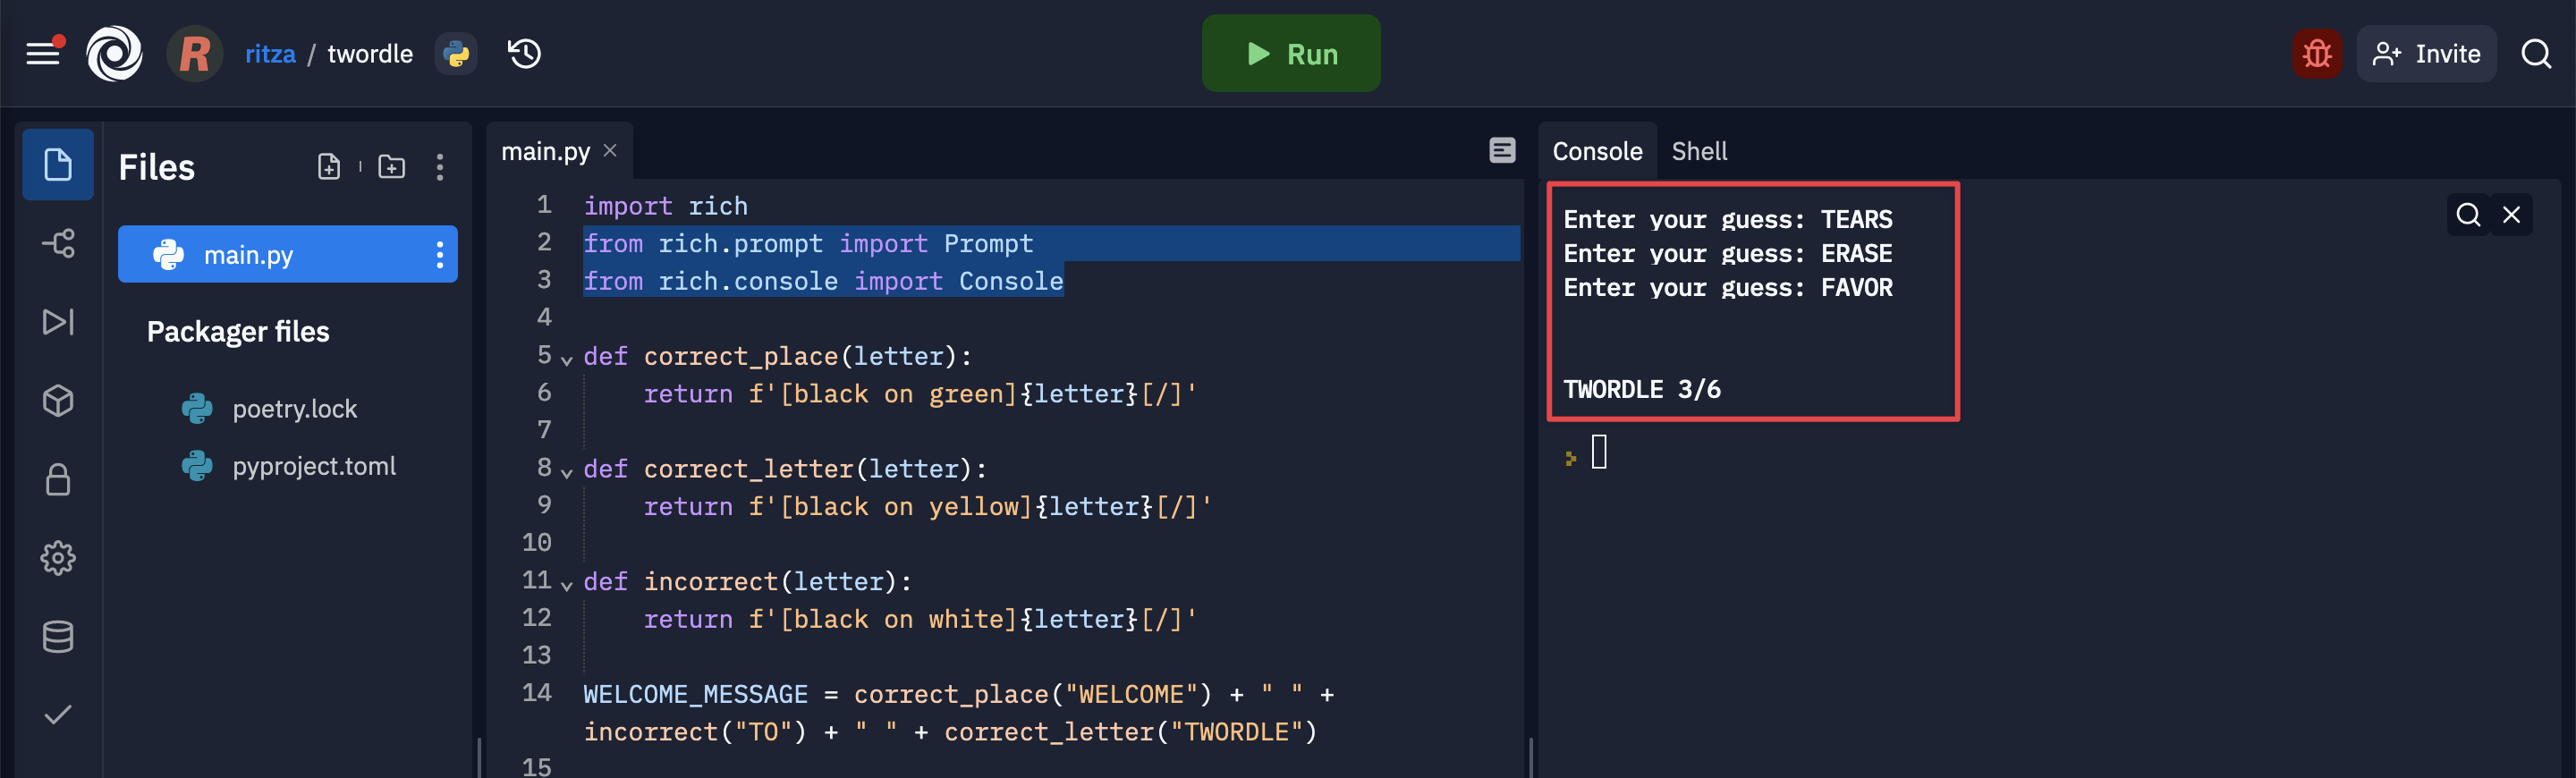 R ritza / twordle
Run
Invite
Files
main.py
Packager files
poetry.lock
pyproject.toml
main.py
1 import rich
2 from rich.prompt import Prompt
3 from rich.console import Console
4
5 def correct_place(letter):
6     return f'[black on green]{letter}[/]'
7
8 def correct_letter(letter):
9     return f'[black on yellow]{letter}[/]'
10
11 def incorrect(letter):
12     return f'[black on white]{letter}[/]'
13
14 WELCOME_MESSAGE = correct_place("WELCOME") + " " +
incorrect("TO") + " " + correct_letter("TWORDLE")
15
Console Shell
Enter your guess: TEARS
Enter your guess: ERASE
Enter your guess: FAVOR
TWORDLE 3/6